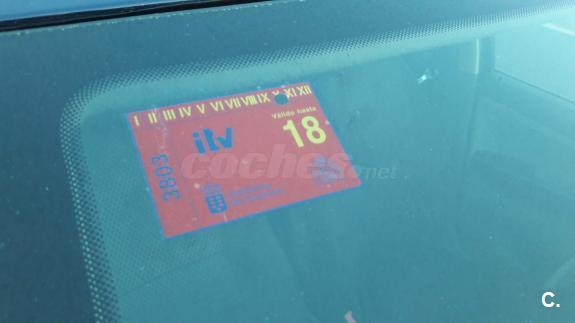 I II III IV V VI VII VIII IX X XI XII
Válido hasta
18
itv
3803
coches.net
C.